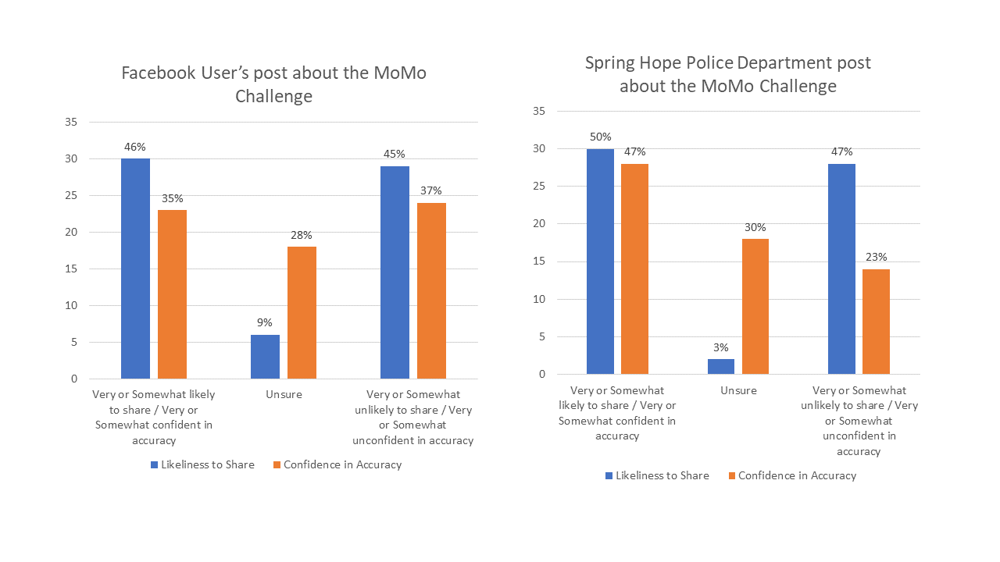 Facebook User's post about the MoMo
Challenge
35
30
25
20
15
10
5
0
46%
35%
9%
28%
45%
37%
Very or Somewhat likely
to share / Very or
Somewhat confident in
accuracy
Unsure
Very or Somewhat
unlikely to share / Very
or Somewhat
unconfident in accuracy
Likeliness to Share
Confidence in Accuracy
Spring Hope Police Department post
about the MoMo Challenge
35
30
25
20
15
10
5
0
50%
47%
3%
30%
47%
23%
Very or Somewhat
likely to share / Very or
Somewhat confident in
accuracy
Unsure
Very or Somewhat
unlikely to share / Very
or Somewhat
unconfident in
accuracy
Likeliness to Share
Confidence in Accuracy